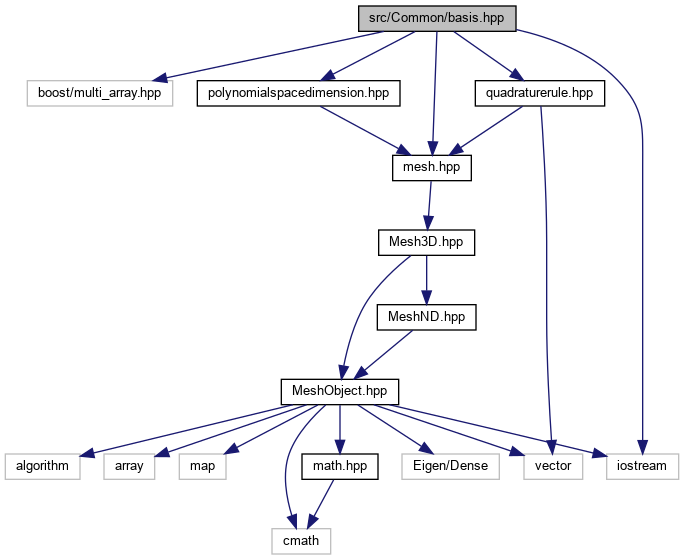 src/Common/basis.hpp
boost/multi_array.hpp
polynomialspacedimension.hpp
quadraturerule.hpp
mesh.hpp
Mesh3D.hpp
MeshND.hpp
MeshObject.hpp
algorithm
array
map
math.hpp
Eigen/Dense
vector
iostream
cmath